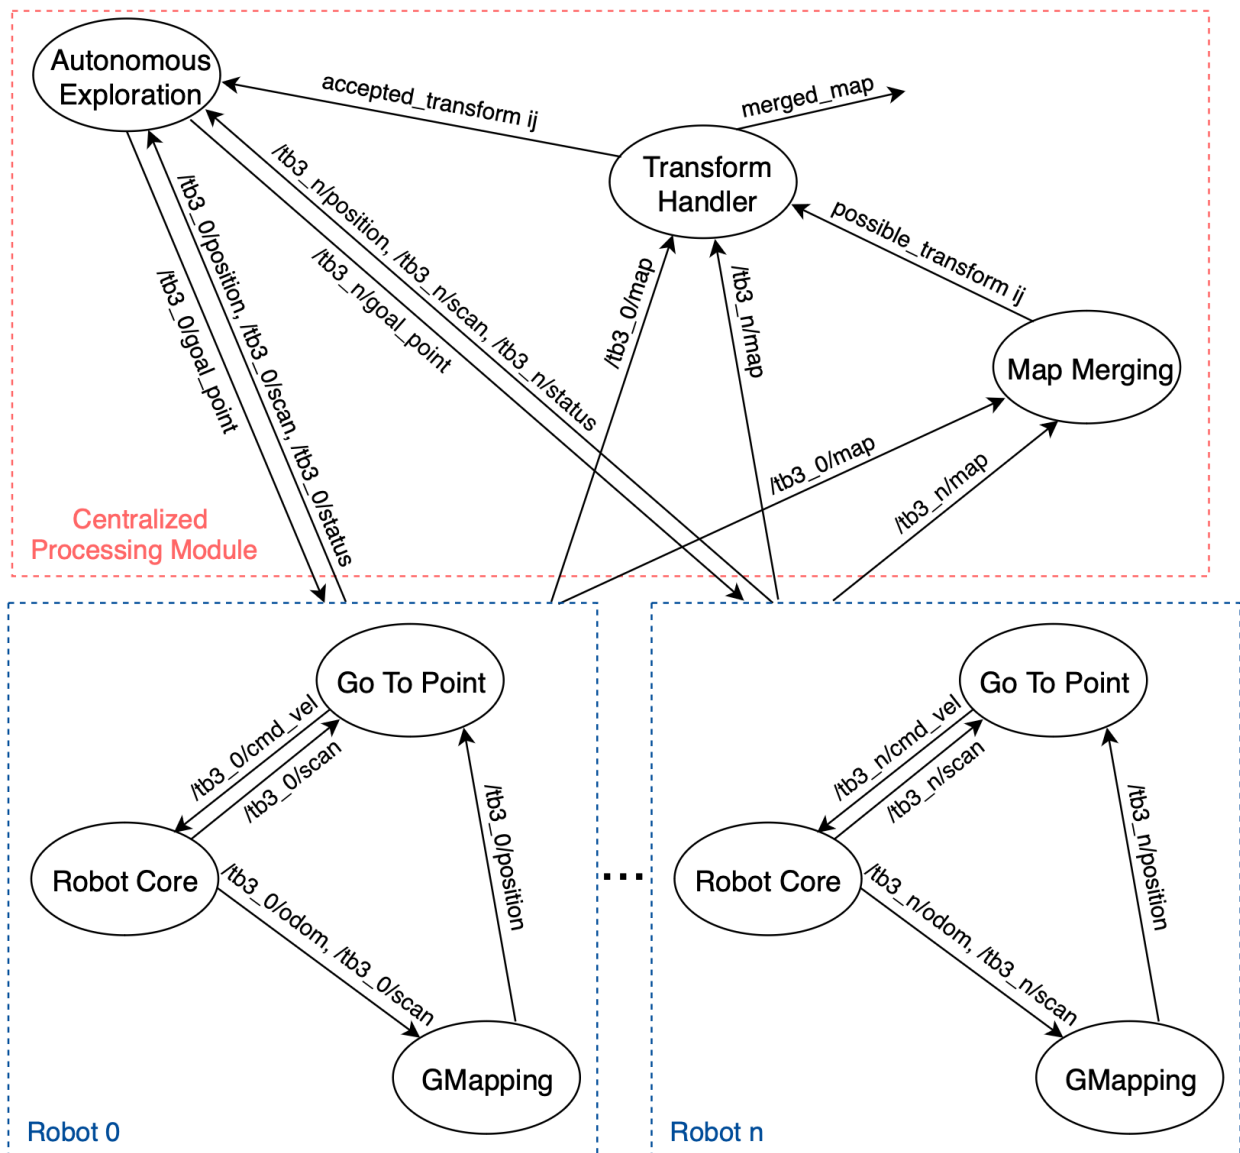 Autonomous
Exploration
accepted_transform ij
merged_map
Transform
Handler
possible_transform ij
Map Merging
/tb3_0/goal_point
/tb3_0/position, /tb3_0/scan, /tb3_0/status
/tb3_n/position, /tb3_n/scan, /tb3_n/status
/tb3_n/goal_point
/tb3_0/map
/tb3_n/map
/tb3_0/map
/tb3_n/map
Centralized
Processing Module
Go To Point
/tb3_0/cmd_vel
/tb3_0/scan
/tb3_0/position
Robot Core
/tb3_0/odom, /tb3_0/scan
GMapping
Robot 0
...
Go To Point
/tb3_n/cmd_vel
/tb3_n/scan
/tb3_n/position
Robot Core
/tb3_n/odom, /tb3_n/scan
GMapping
Robot n